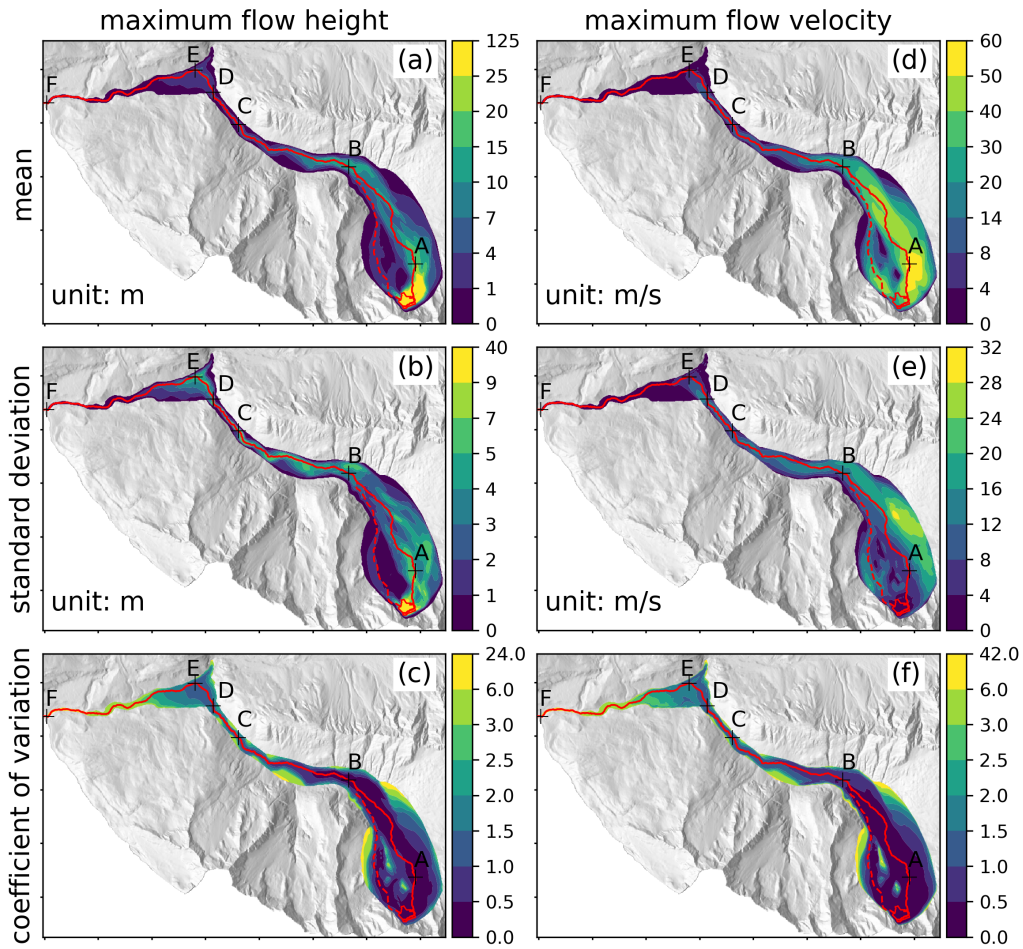 maximum flow height
maximum flow velocity
mean
(a)
F
E
D
C
B
A
unit: m
125
25
20
15
10
7
4
1
0
(d)
F
E
D
C
B
A
unit: m/s
60
50
40
30
20
14
8
4
0
standard deviation
(b)
F
E
D
C
B
A
unit: m
40
9
7
5
4
3
2
1
0
(e)
F
E
D
C
B
A
unit: m/s
32
28
24
20
16
12
8
4
0
coefficient of variation
(c)
F
E
D
C
B
A
24.0
6.0
3.0
2.5
2.0
1.5
1.0
0.5
0.0
(f)
F
E
D
C
B
A
42.0
6.0
3.0
2.5
2.0
1.5
1.0
0.5
0.0